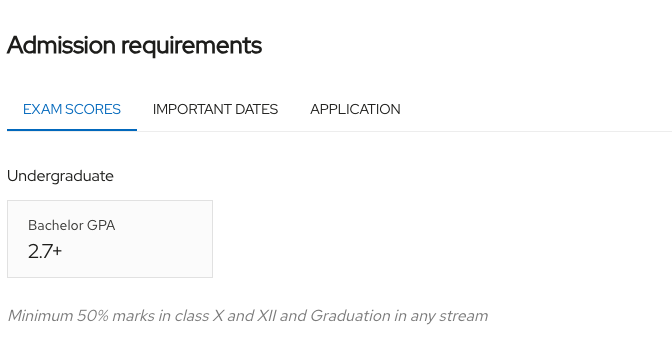 Admission requirements
EXAM SCORES IMPORTANT DATES APPLICATION
Undergraduate
Bachelor GPA
2.7+
Minimum 50% marks in class X and XII and Graduation in any stream